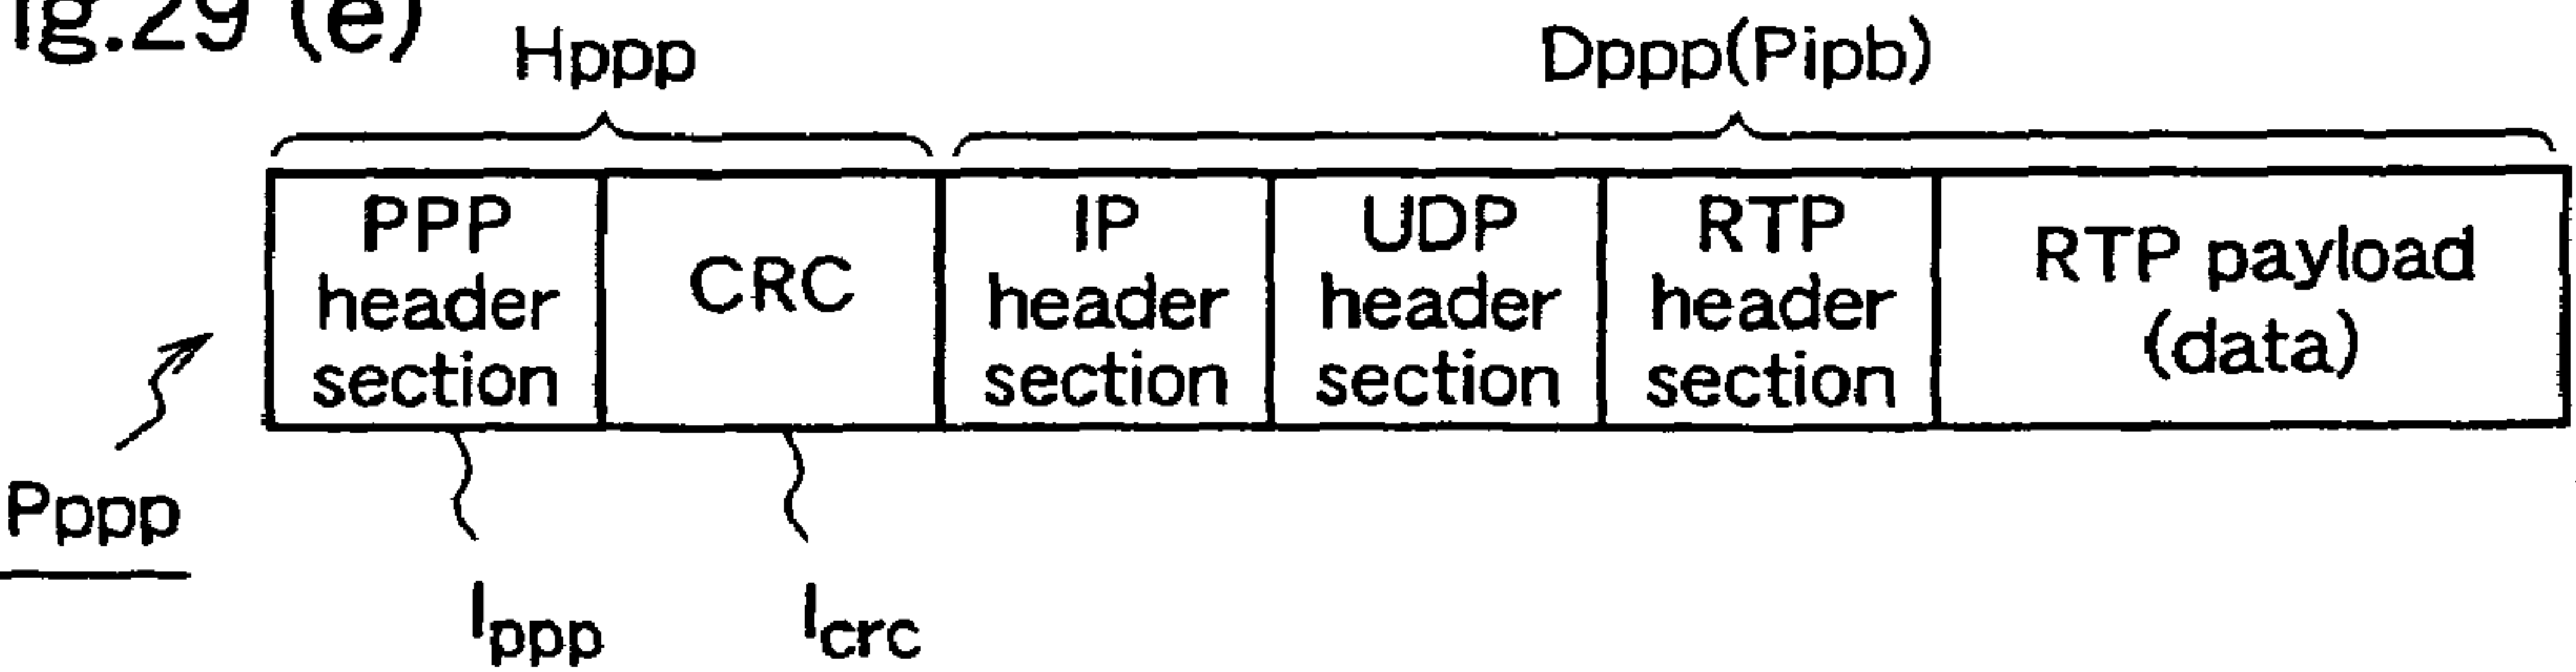 ig.29 (e)
Hppp
Dppp(Pipb)
PPP
header
section
CRC
IP
header
section
UDP
header
section
RTP
header
section
RTP payload
(data)
Pppp
Ippp
Icrc